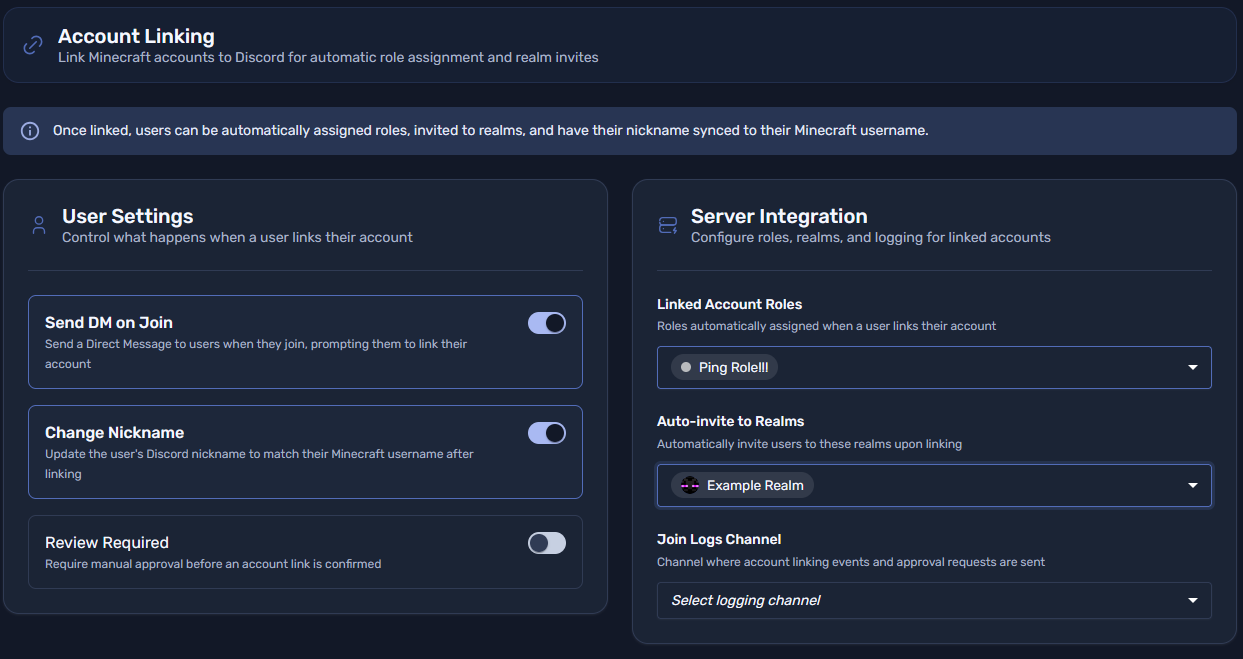 Account Linking
Link Minecraft accounts to Discord for automatic role assignment and realm invites
Once linked, users can be automatically assigned roles, invited to realms, and have their nickname synced to their Minecraft username.
User Settings
Control what happens when a user links their account
Send DM on Join
Send a Direct Message to users when they join, prompting them to link their
account
Change Nickname
Update the user's Discord nickname to match their Minecraft username after
linking
Review Required
Require manual approval before an account link is confirmed
Server Integration
Configure roles, realms, and logging for linked accounts
Linked Account Roles
Roles automatically assigned when a user links their account
Ping Role!!!
Auto-invite to Realms
Automatically invite users to these realms upon linking
Example Realm
Join Logs Channel
Channel where account linking events and approval requests are sent
Select logging channel